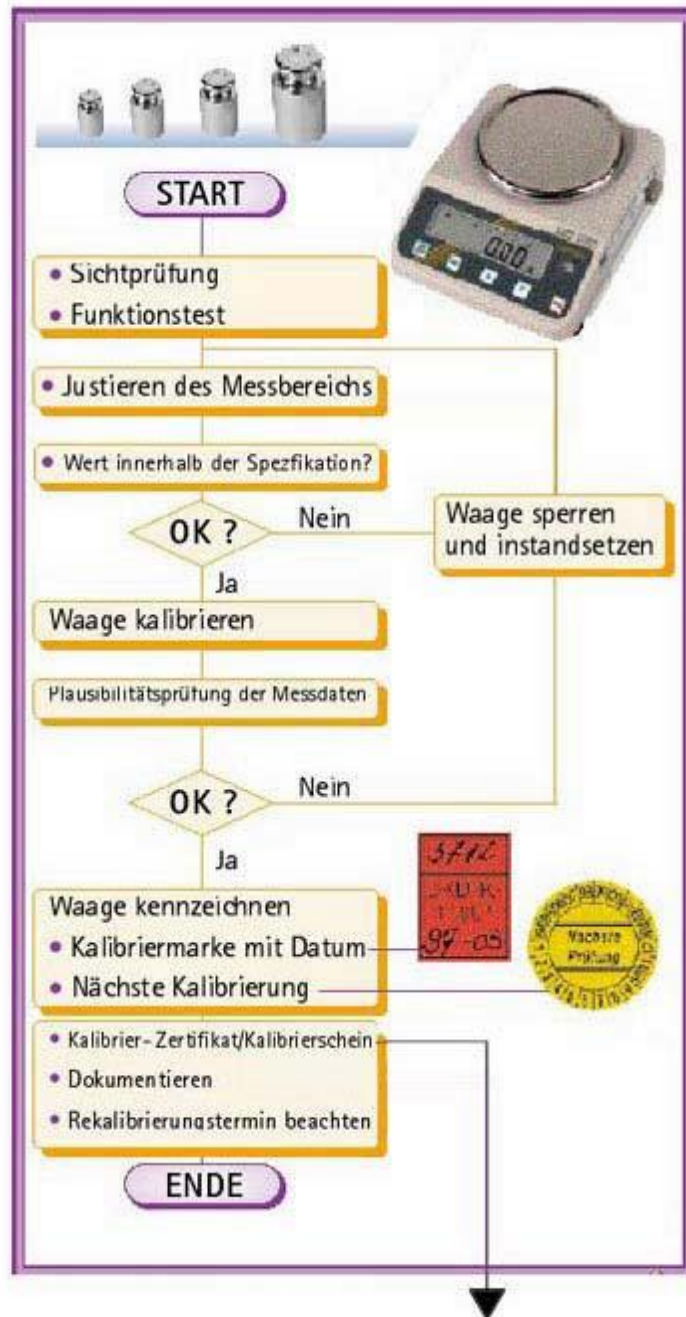 START
• Sichtprüfung
• Funktionstest
0.00
• Justieren des Messbereichs
• Wert innerhalb der Spezfikation?
OK ?
Nein
Waage sperren
und instandsetzen
Ja
Waage kalibrieren
Plausibilitätsprüfung der Messdaten
OK ?
Nein
Ja
Waage kennzeichnen
• Kalibriermarke mit Datum
• Nächste Kalibrierung
Nächste
Prüfung
• Kalibrier-Zertifikat/Kalibrierschein
• Dokumentieren
• Rekalibrierungstermin beachten
ENDE